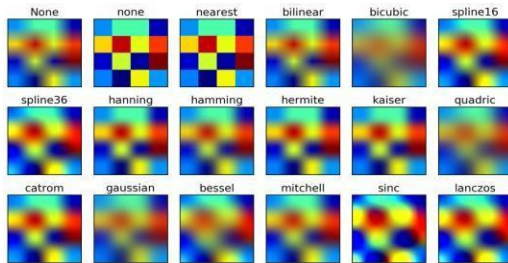 None none nearest bilinear bicubic spline16
spline36 hanning hamming hermite kaiser quadric
catrom gaussian bessel mitchell sinc lanczos